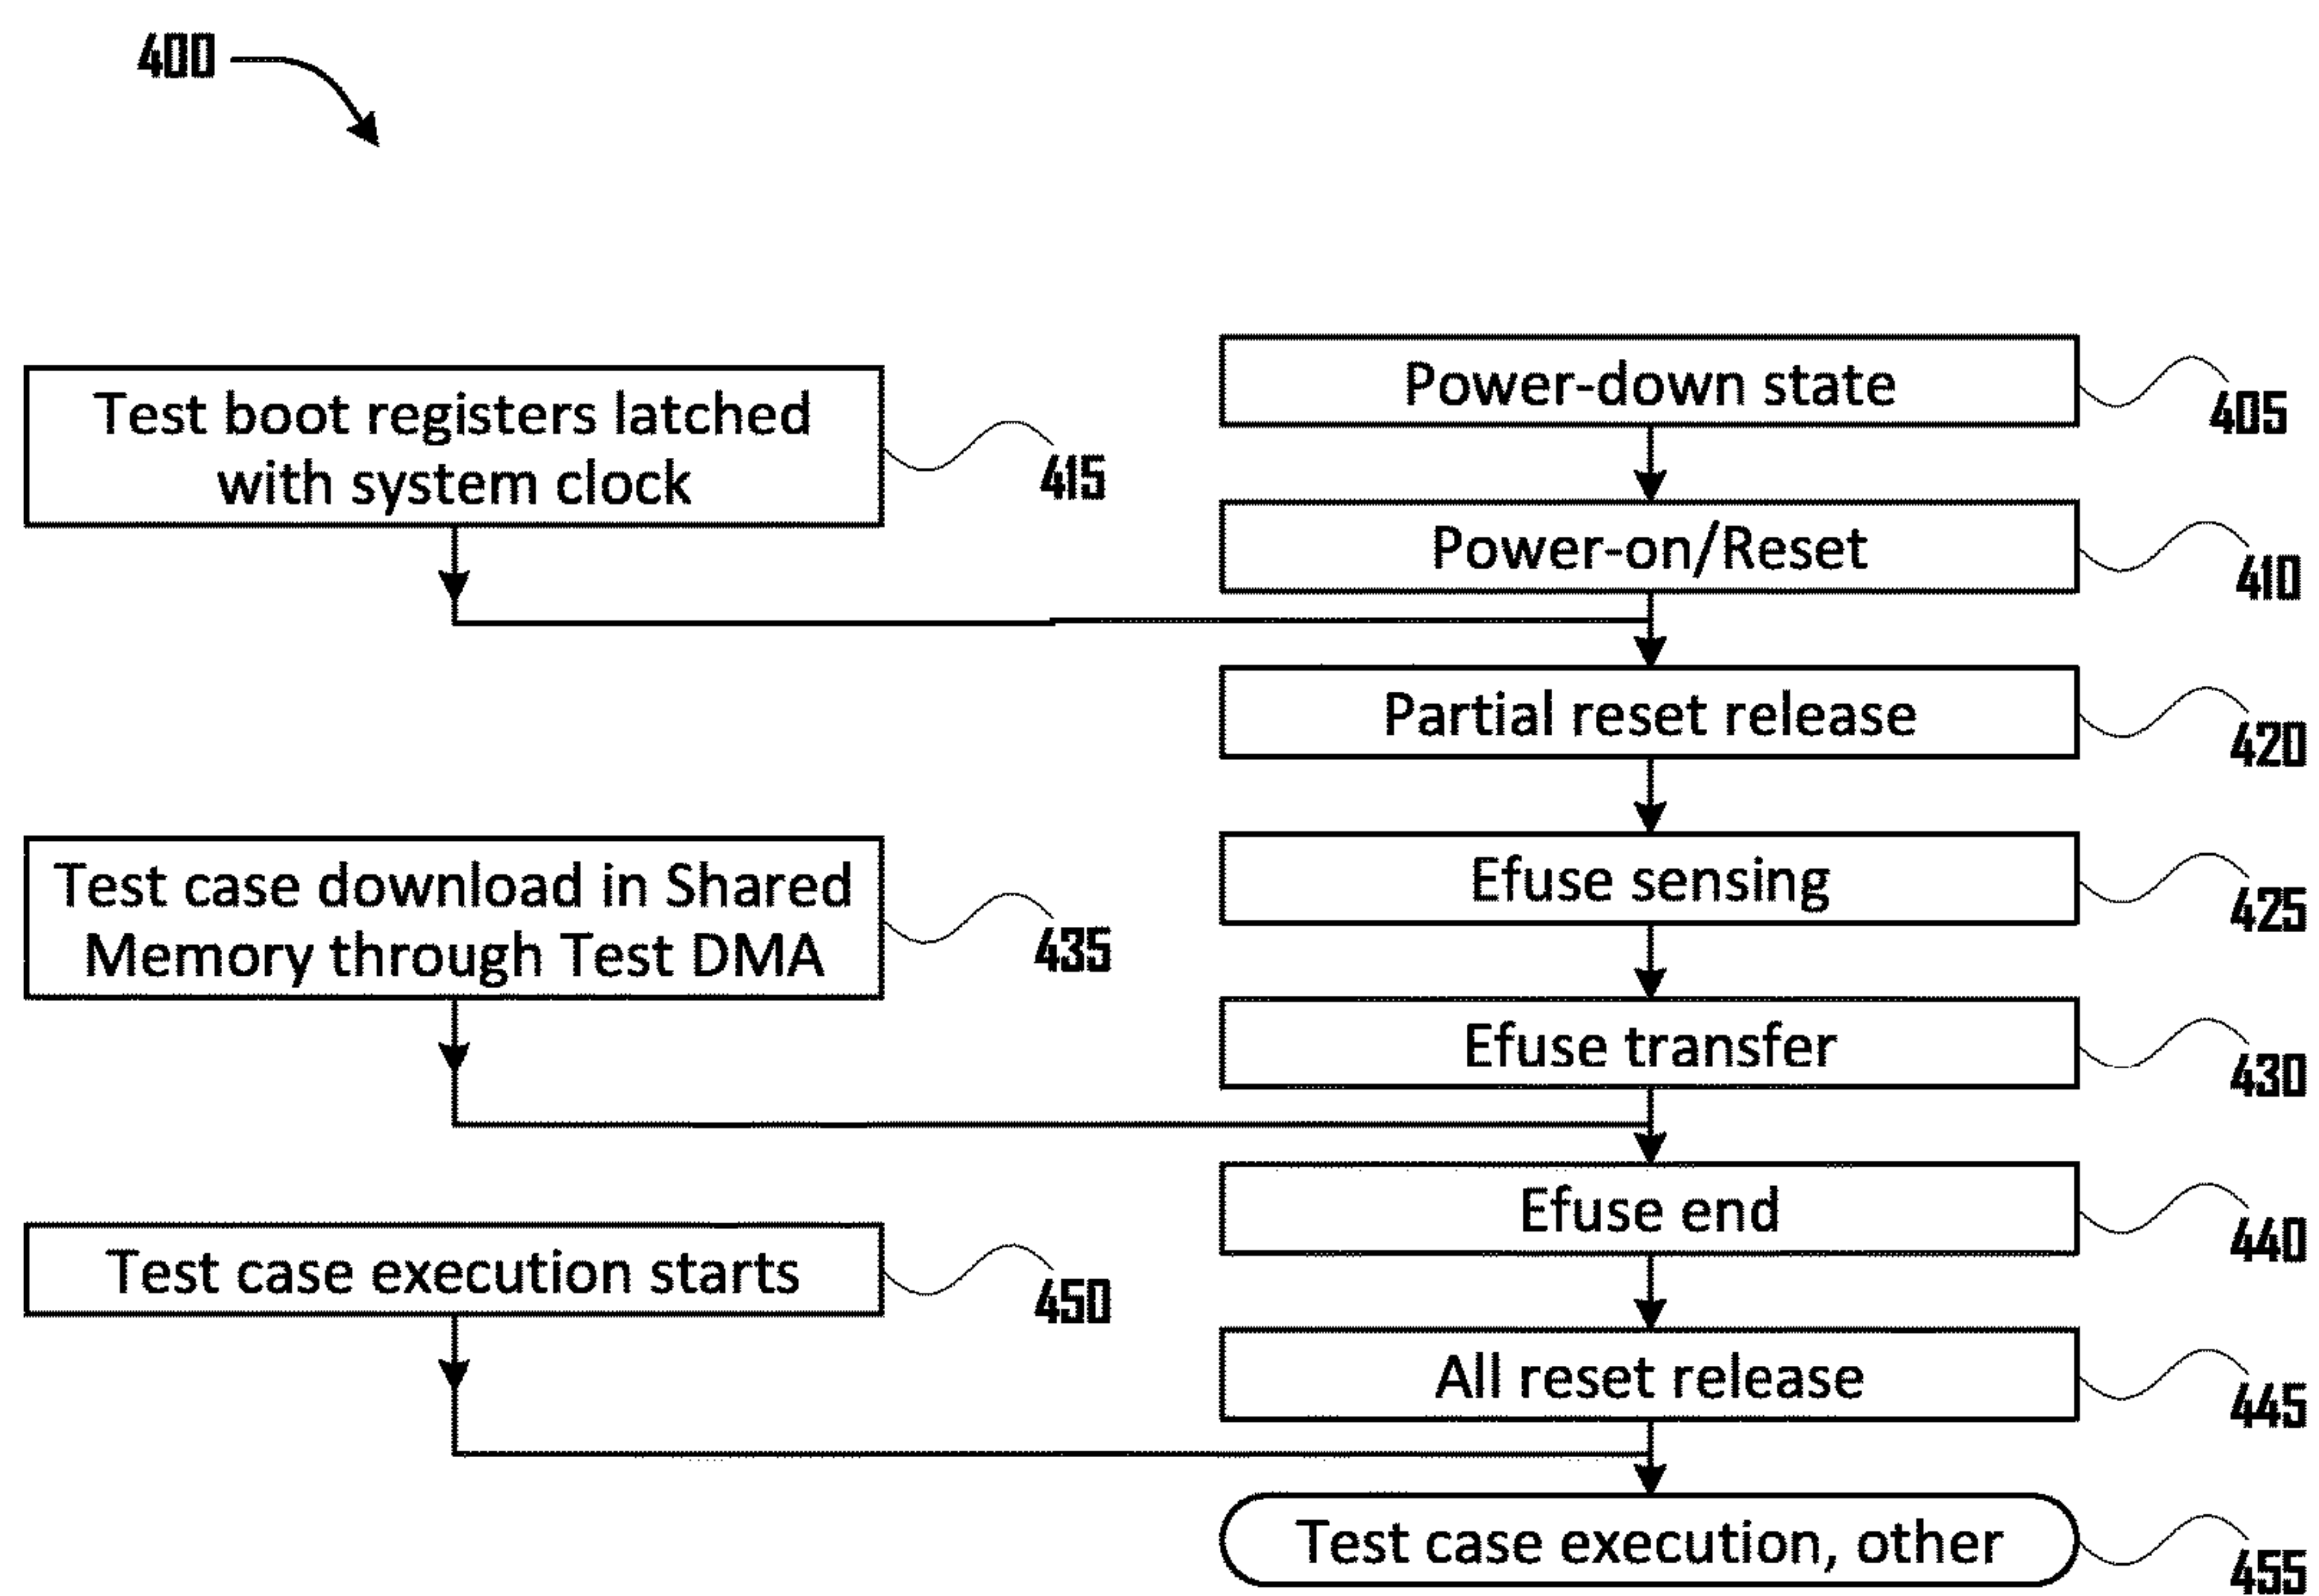 400
Power-down state
405
Test boot registers latched
with system clock
415
Power-on/Reset
410
Partial reset release
420
Efuse sensing
425
Test case download in Shared
Memory through Test DMA
435
Efuse transfer
430
Efuse end
440
Test case execution starts
450
All reset release
445
Test case execution, other
455